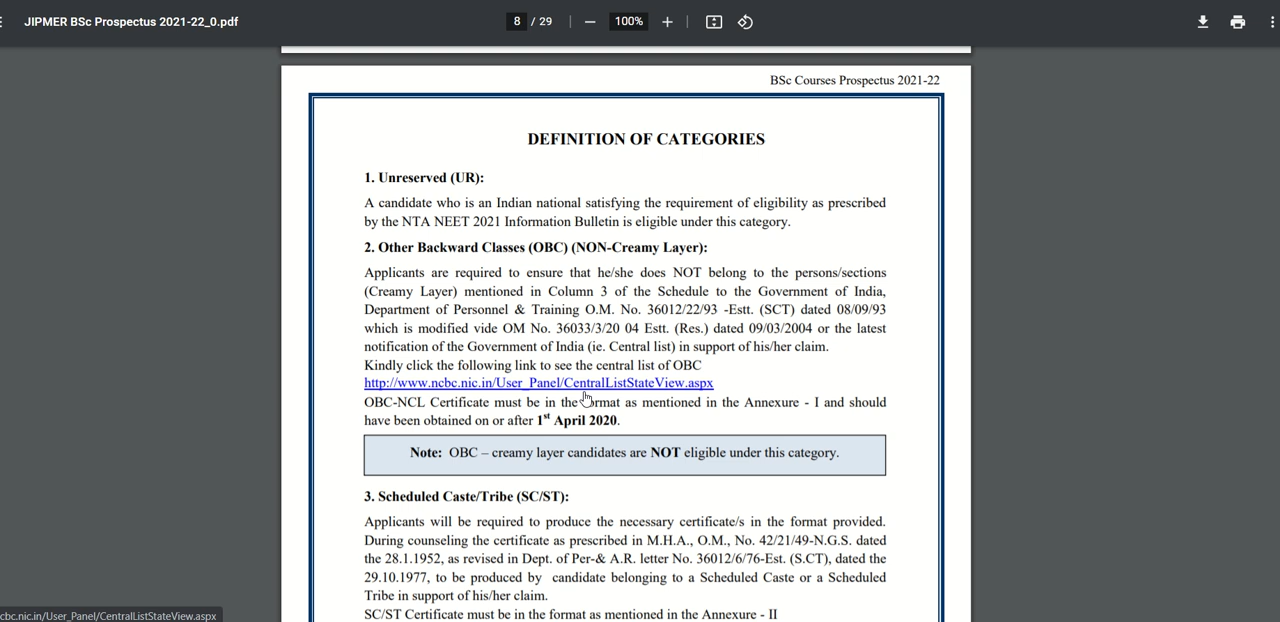 JIPMER BSc Prospectus 2021-22_0.pdf
8 / 29
100%
BSc Courses Prospectus 2021-22
DEFINITION OF CATEGORIES
1. Unreserved (UR):
A candidate who is an Indian national satisfying the requirement of eligibility as prescribed
by the NTA NEET 2021 Information Bulletin is eligible under this category.
2. Other Backward Classes (OBC) (NON-Creamy Layer):
Applicants are required to ensure that he/she does NOT belong to the persons/sections
(Creamy Layer) mentioned in Column 3 of the Schedule to the Government of India,
Department of Personnel & Training O.M. No. 36012/22/93 -Estt. (SCT) dated 08/09/93
which is modified vide OM No. 36033/3/20 04 Estt. (Res.) dated 09/03/2004 or the latest
notification of the Government of India (ie. Central list) in support of his/her claim.
Kindly click the following link to see the central list of OBC
http://www.ncbc.nic.in/User_Panel/CentralListStateView.aspx
OBC-NCL Certificate must be in the format as mentioned in the Annexure - I and should
have been obtained on or after 1st April 2020.
Note: OBC – creamy layer candidates are NOT eligible under this category.
3. Scheduled Caste/Tribe (SC/ST):
Applicants will be required to produce the necessary certificate/s in the format provided.
During counseling the certificate as prescribed in M.H.A., O.M., No. 42/21/49-N.G.S. dated
the 28.1.1952, as revised in Dept. of Per-& A.R. letter No. 36012/6/76-Est. (S.CT), dated the
29.10.1977, to be produced by candidate belonging to a Scheduled Caste or a Scheduled
Tribe in support of his/her claim.
SC/ST Certificate must be in the format as mentioned in the Annexure - II
cbc.nic.in/User_Panel/CentralListStateView.aspx